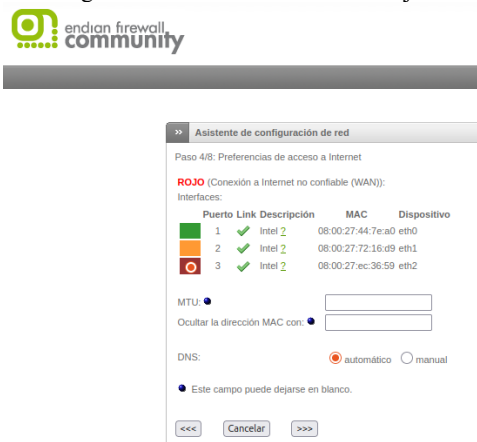 endian firewall
community
>> Asistente de configuración de red
Paso 4/8: Preferencias de acceso a Internet
ROJO (Conexión a Internet no confiable (WAN)):
Interfaces:
Puerto Link Descripción MAC Dispositivo
1 Intel ? 08:00:27:44:7e:a0 eth0
2 Intel ? 08:00:27:72:16:d9 eth1
3 Intel ? 08:00:27:ec:36:59 eth2
MTU:
Ocultar la dirección MAC con:
DNS: automático manual
Este campo puede dejarse en blanco.
<<< Cancelar >>>